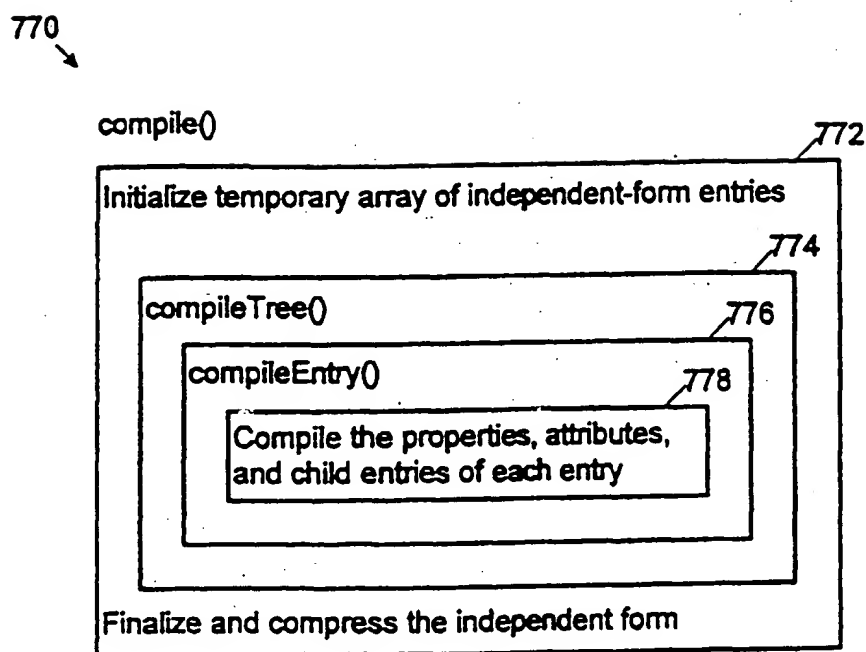 770
compile()
772
Initialize temporary array of independent-form entries
774
compileTree()
776
compileEntry()
778
Compile the properties, attributes,
and child entries of each entry
Finalize and compress the independent form